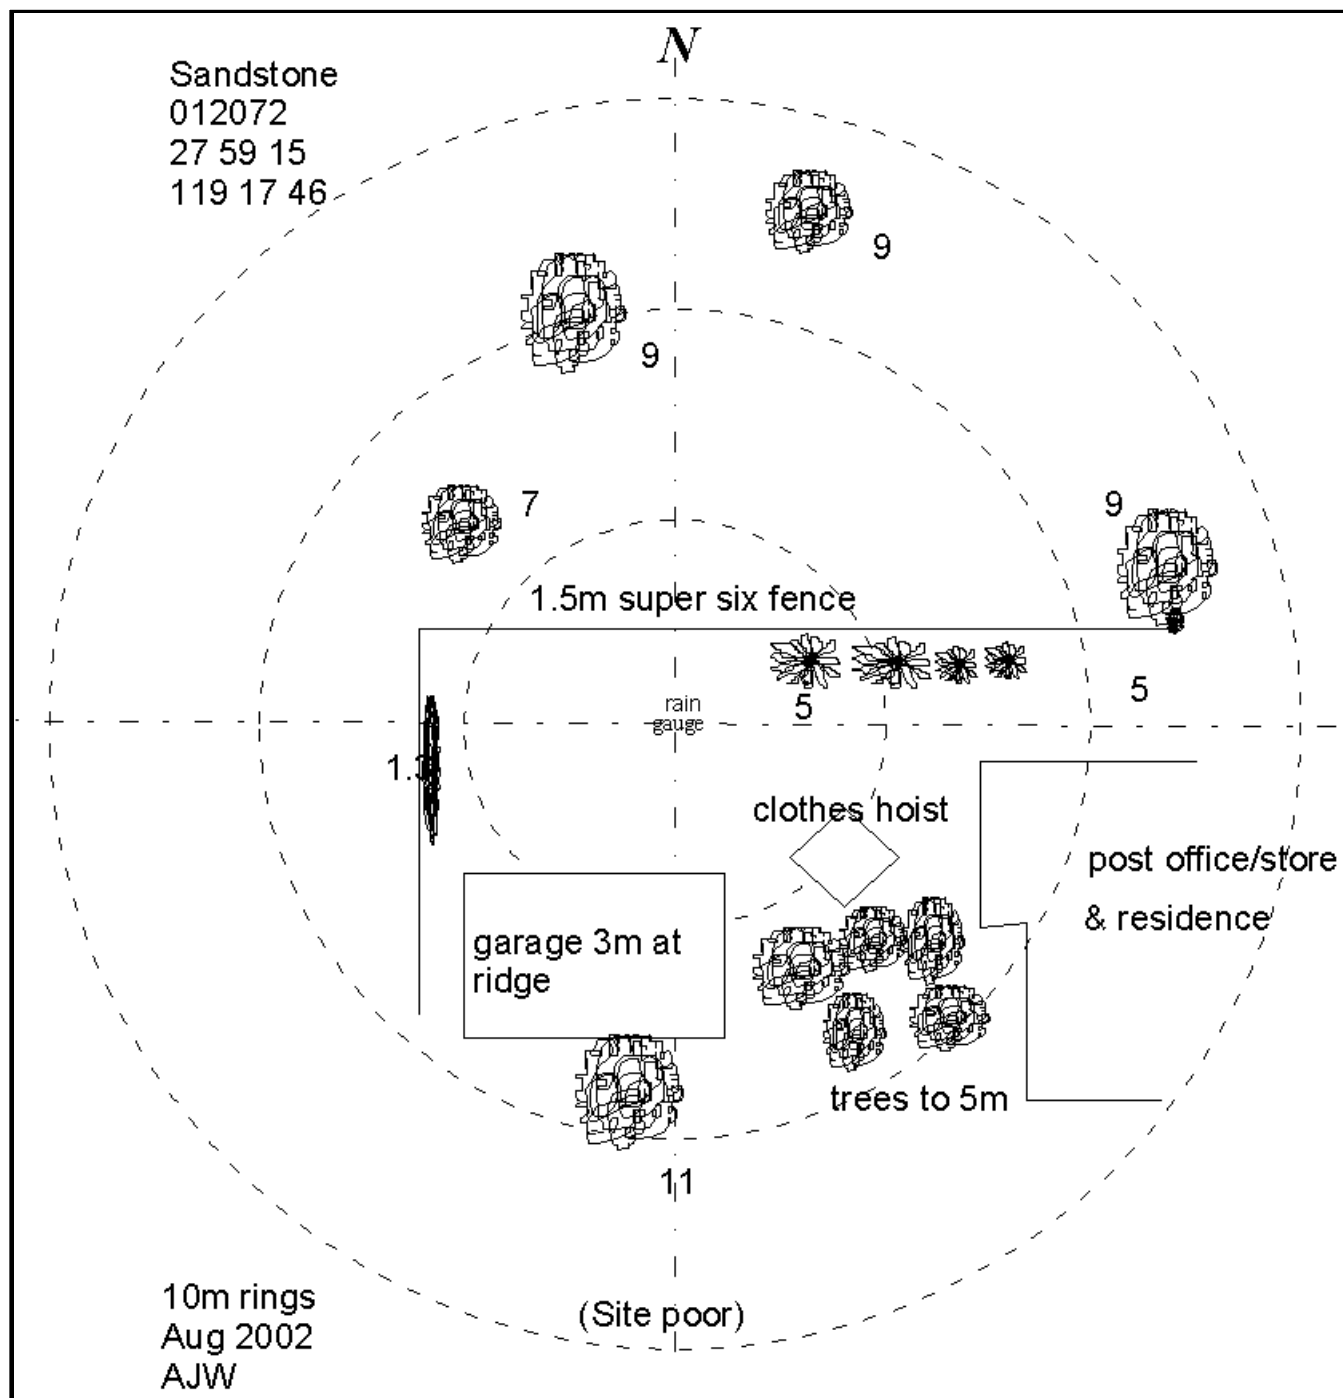 N
Sandstone
012072
27 59 15
119 17 46
9
9
7
9
1.5m super six fence
5
5
rain
gauge
clothes hoist
post office/store
& residence
garage 3m at
ridge
trees to 5m
11
10m rings
Aug 2002
AJW
(Site poor)